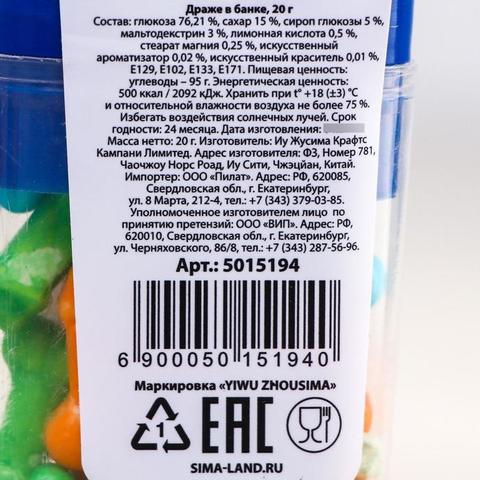 Драже в банке, 20 г
Состав: глюкоза 76,21 %, сахар 15 %, сироп глюкозы 5 %,
мальтодекстрин 3 %, лимонная кислота 0,5 %,
стеарат магния 0,25 %, искусственный
ароматизатор 0,02 %, искусственный краситель 0,01 %,
E129, E102, E133, E171. Пищевая ценность:
углеводы – 95 г. Энергетическая ценность:
500 ккал / 2092 кДж. Хранить при t° +18 (±3) °С
и относительной влажности воздуха не более 75 %.
Избегать воздействия солнечных лучей. Срок
годности: 24 месяца. Дата изготовления:
Масса нетто: 20 г. Изготовитель: Иу Жусима Крафтс
Кампани Лимитед. Адрес изготовителя: Ф3, Номер 781,
Чаочжоу Норс Роад, Иу Сити, Чжэцйан, Китай.
Импортер: ООО «Пилат». Адрес: РФ, 620085,
Свердловская обл., г. Екатеринбург,
ул. 8 Марта, 212-4, тел.: +7 (343) 379-03-85.
Уполномоченное изготовителем лицо по
принятию претензий: ООО «ВИП». Адрес: РФ,
620010, Свердловская обл., г. Екатеринбург,
ул. Черняховского, 86/8, тел.: +7 (343) 287-56-96.
Арт.: 5015194
6 900050 151940
Маркировка «YIWU ZHOUSIMA»
1 EAC
SIMA-LAND.RU